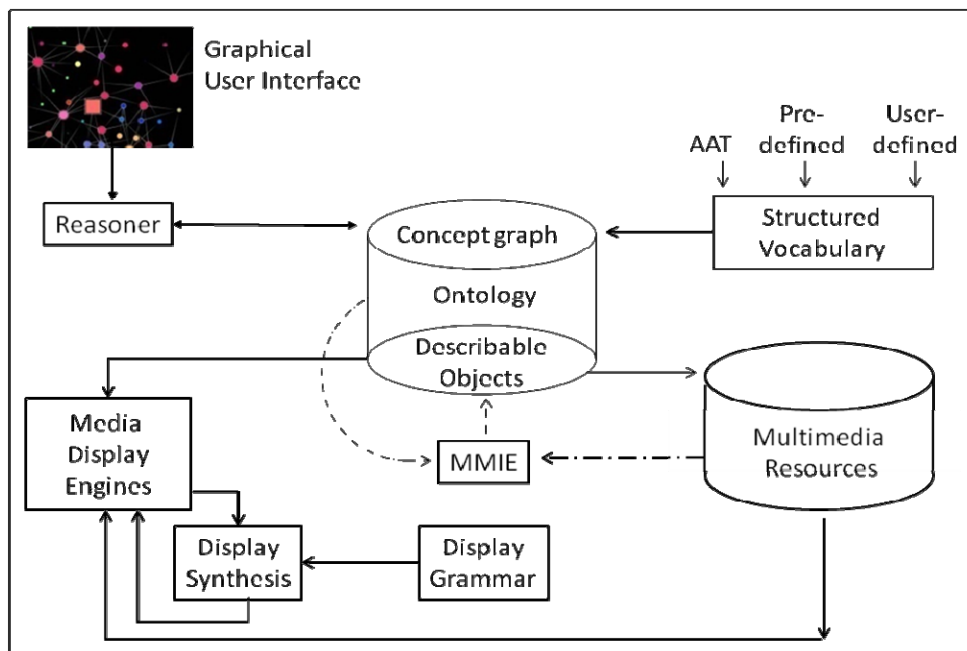 Graphical
User Interface
AAT
Pre-
defined
User-
defined
Reasoner
Concept graph
Structured
Vocabulary
Ontology
Describable
Objects
Media
Display
Engines
MMIE
Multimedia
Resources
Display
Synthesis
Display
Grammar